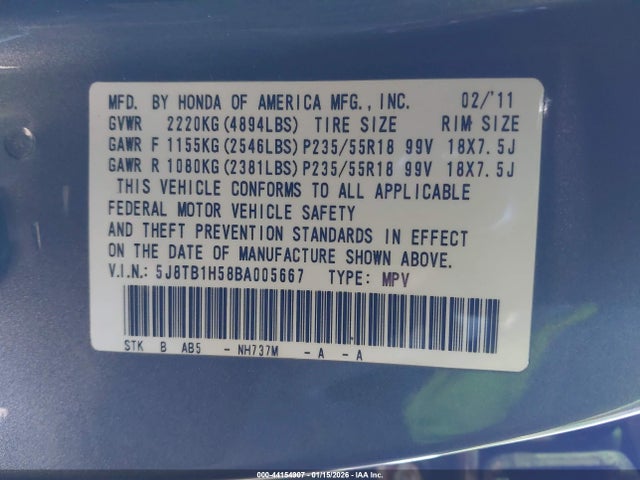 MFD. BY HONDA OF AMERICA MFG., INC. 02/'11
GVWR 2220KG (4894LBS) TIRE SIZE RIM SIZE
GAWR F 1155KG (2546LBS) P235/55R18 99V 18X7.5J
GAWR R 1080KG (2381LBS) P235/55R18 99V 18X7.5J
THIS VEHICLE CONFORMS TO ALL APPLICABLE
FEDERAL MOTOR VEHICLE SAFETY
AND THEFT PREVENTION STANDARDS IN EFFECT
ON THE DATE OF MANUFACTURE SHOWN ABOVE.
V.I.N.: 5J8TB1H58BA005667 TYPE: MPV
STK B AB5 - NH737M - A - A
000-44154907 - 01/15/2026 - IAA Inc.